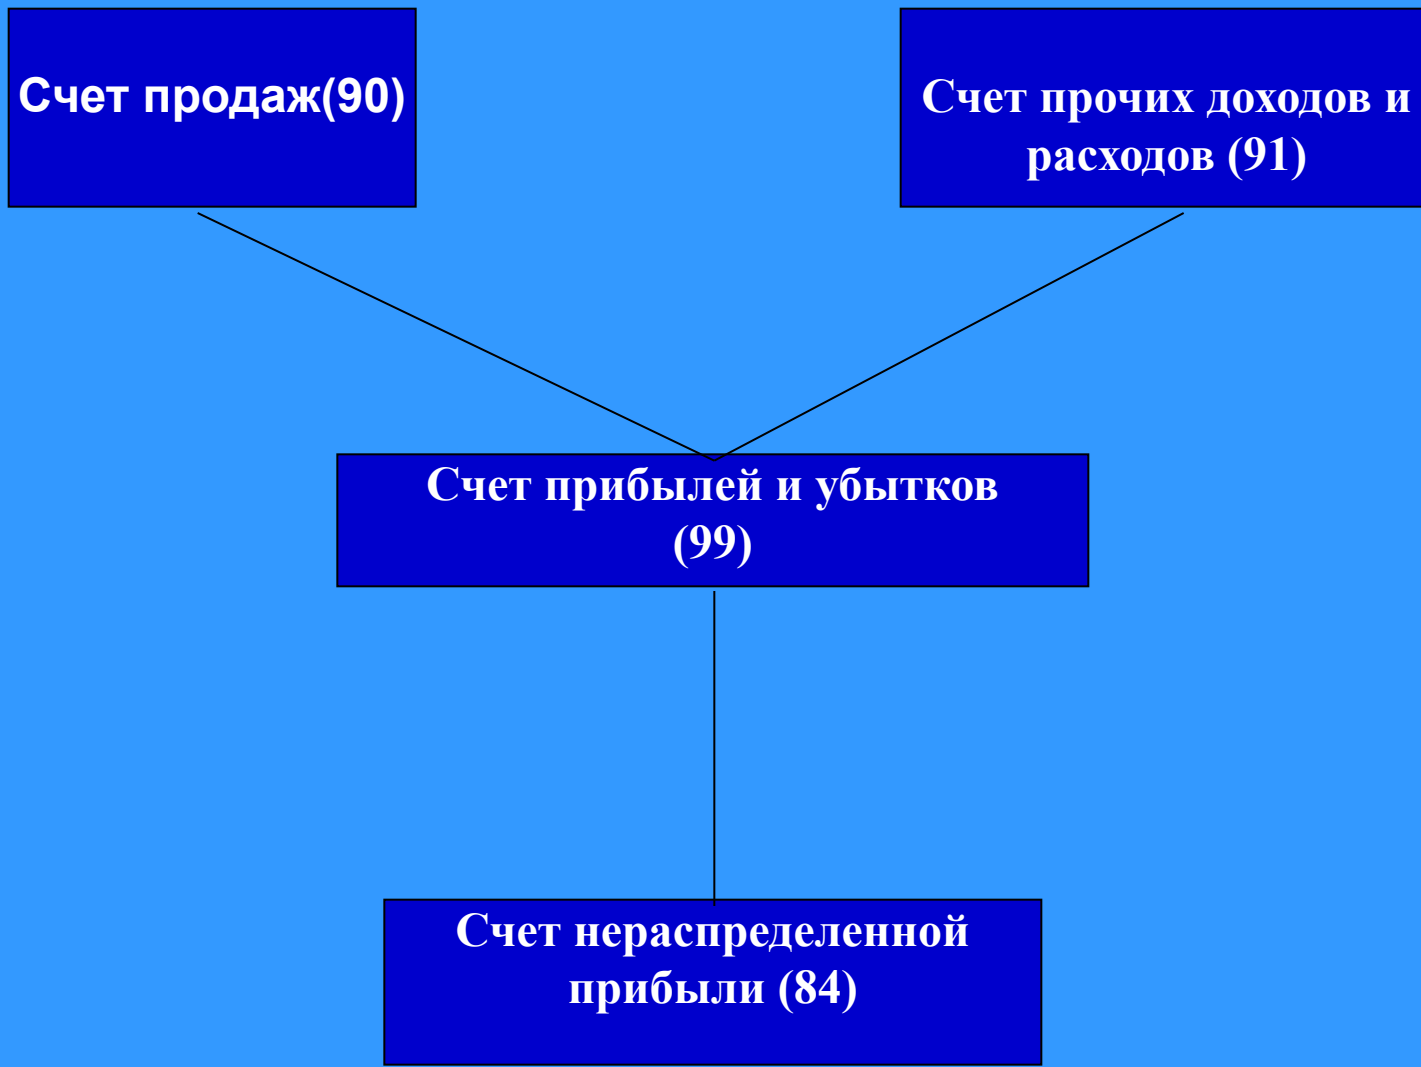 Счет продаж(90)
Счет прочих доходов и
расходов (91)
Счет прибылей и убытков
(99)
Счет нераспределенной
прибыли (84)